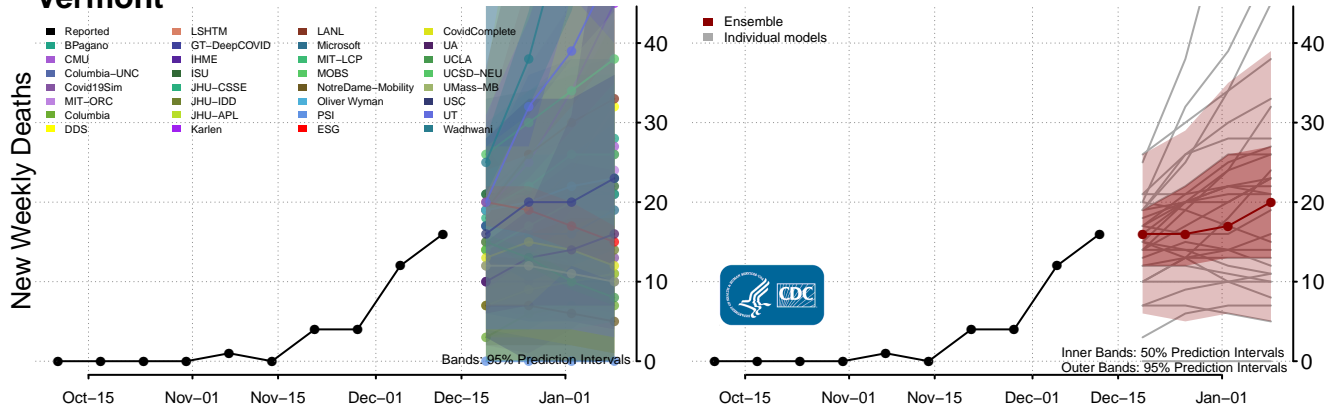 Vermont
New Weekly Deaths
Reported
BPagano
CMU
Columbia−UNC
Covid19Sim
MIT−ORC
Columbia
DDS
LSHTM
GT−DeepCOVID
IHME
ISU
JHU−CSSE
JHU−IDD
JHU−APL
Karlen
LANL
Microsoft
MIT−LCP
MOBS
NotreDame−Mobility
Oliver Wyman
PSI
ESG
CovidComplete
UA
UCLA
UCSD−NEU
UMass−MB
USC
UT
Wadhwani
Bands: 95% Prediction Intervals
40
30
20
10
0
Oct−15
Nov−01
Nov−15
Dec−01
Dec−15
Jan−01
Ensemble
Individual models
CDC
Inner Bands: 50% Prediction Intervals
Outer Bands: 95% Prediction Intervals
40
30
20
10
0
Oct−15
Nov−01
Nov−15
Dec−01
Dec−15
Jan−01